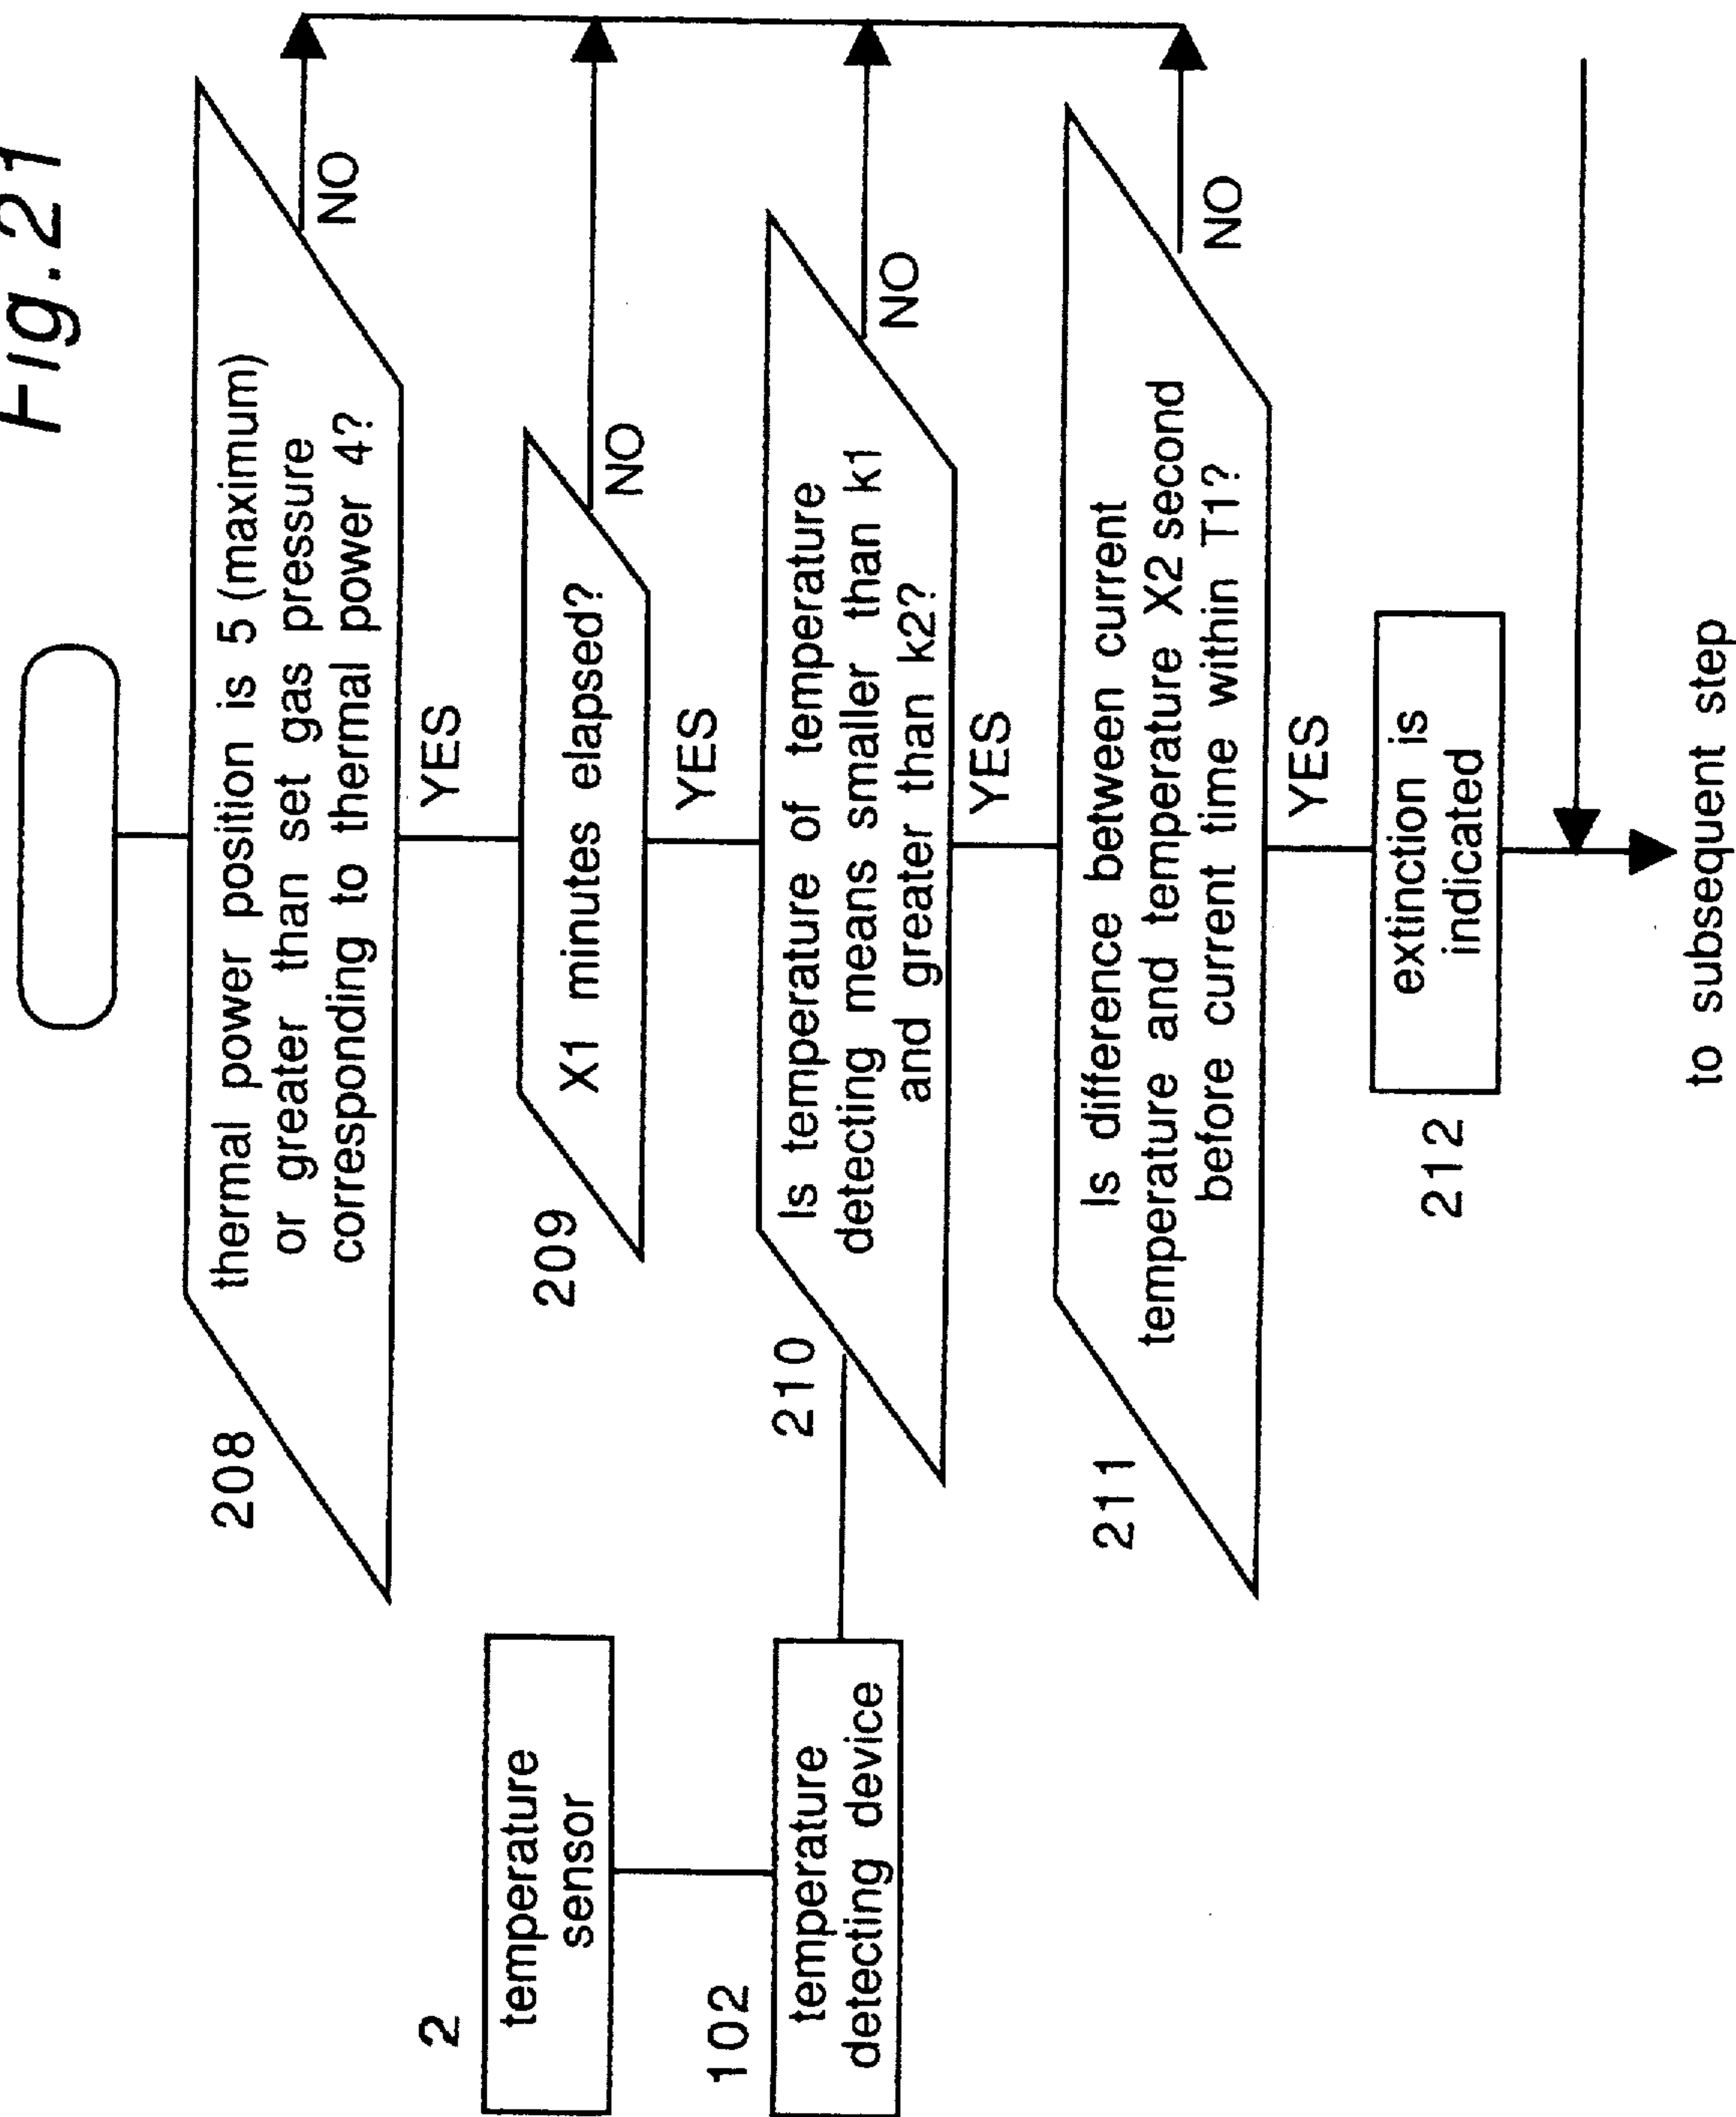 Fig.21
208
thermal power position is 5 (maximum)
or greater than set gas pressure
corresponding to thermal power 4?
NO
YES
209
X1 minutes elapsed?
NO
YES
2
temperature
sensor
102
temperature
detecting device
210
Is temperature of temperature
detecting means smaller than k1
and greater than k2?
NO
YES
211
Is difference between current
temperature and temperature X2 second
before current time within T1?
NO
YES
212
extinction is
indicated
to subsequent step